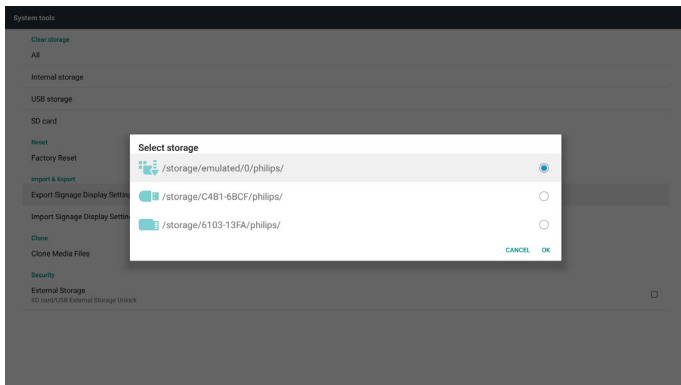 System tools
Clear storage
All
Internal storage
USB storage
SD card
Select storage
Reset
/storage/emulated/0/philips/
Factory Reset
Import & Export
Export Signage Display Setting
/storage/C4B1-6BCF/philips/
Import Signage Display Settin
/storage/6103-13FA/philips/
Clone
Clone Media Files
CANCEL OK
Security
External Storage
SD card/USB External Storage Unlock